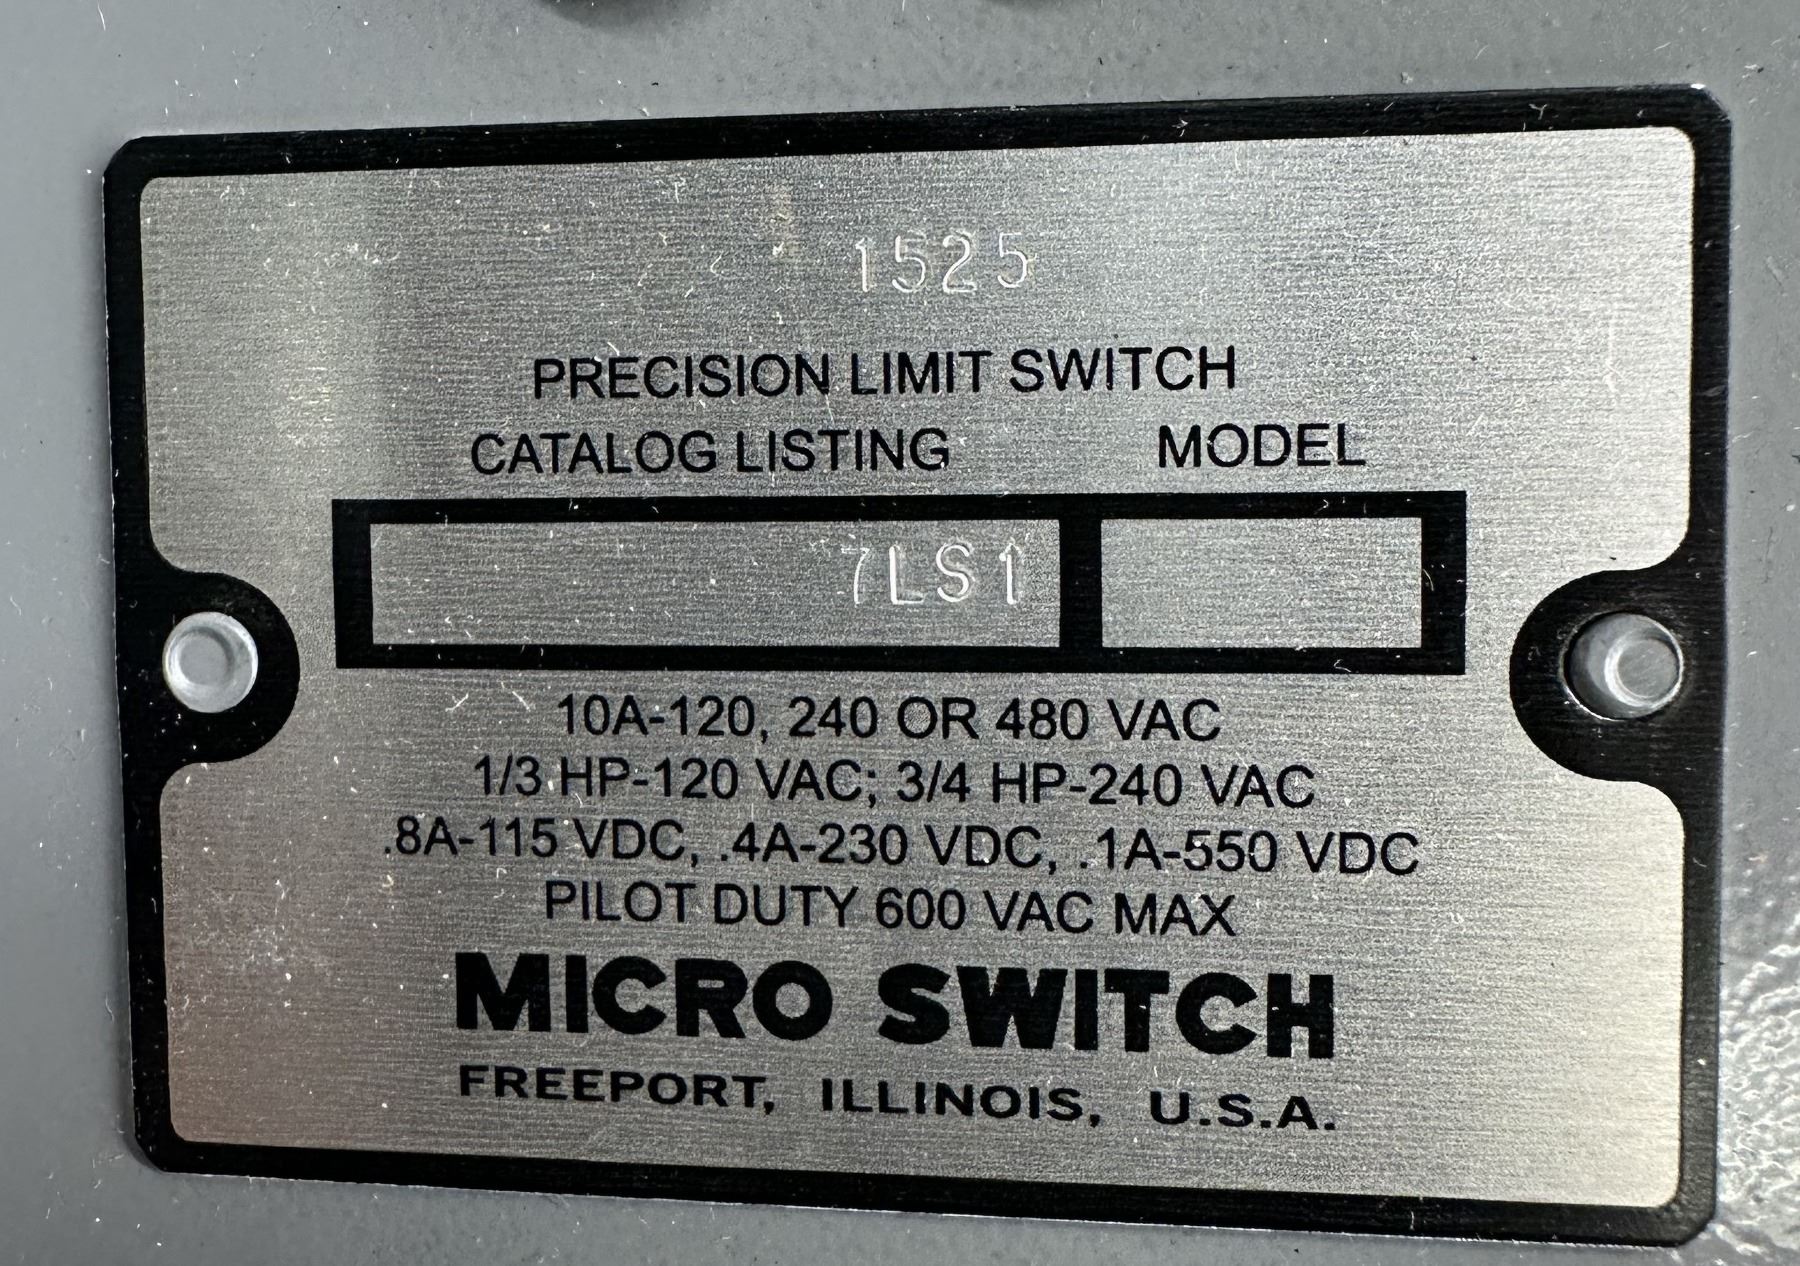 1525
PRECISION LIMIT SWITCH
CATALOG LISTING MODEL
7LS1
10A-120, 240 OR 480 VAC
1/3 HP-120 VAC; 3/4 HP-240 VAC
.8A-115 VDC, .4A-230 VDC, .1A-550 VDC
PILOT DUTY 600 VAC MAX
MICRO SWITCH
FREEPORT, ILLINOIS, U.S.A.